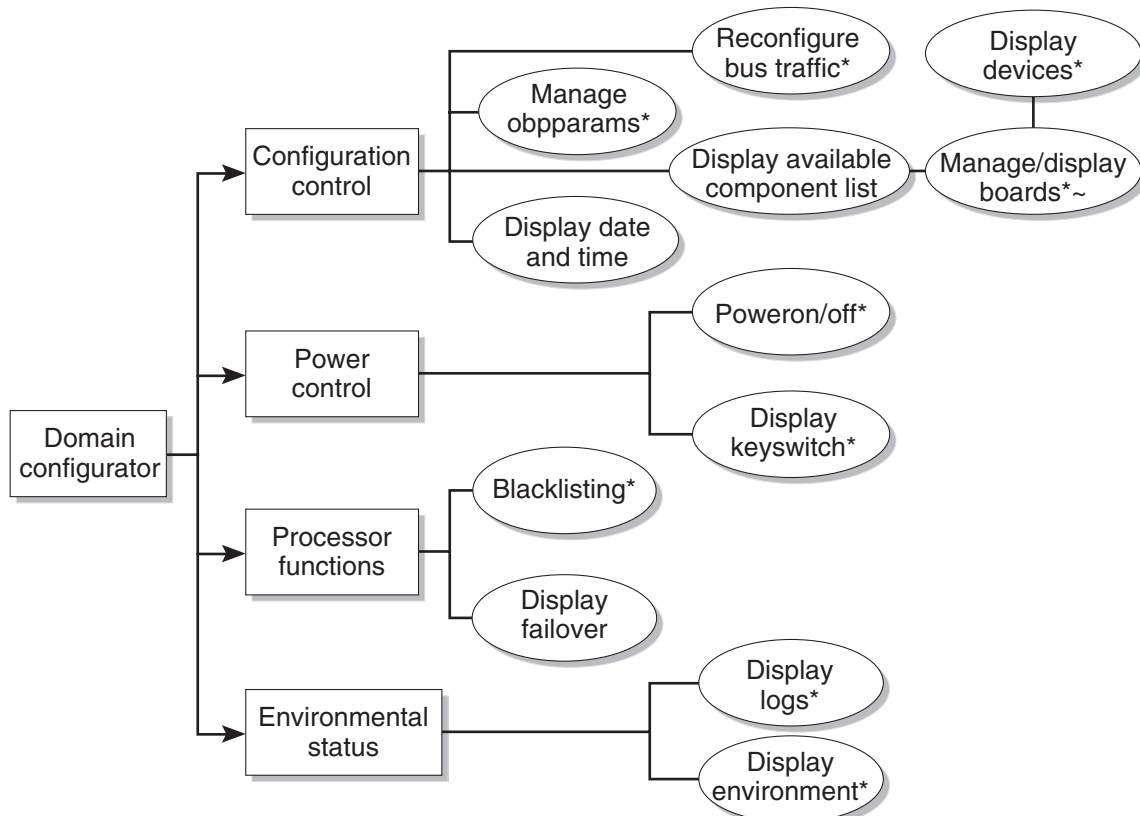 Reconfigure
bus traffic*
Display
devices*
Manage
obpparams*
Configuration
control
Display available
component list
Manage/display
boards*~
Display date
and time
Poweron/off*
Power
control
Display
keyswitch*
Domain
configurator
Blacklisting*
Processor
functions
Display
failover
Display
logs*
Environmental
status
Display
environment*